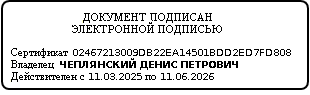 ДОКУМЕНТ ПОДПИСАН
ЭЛЕКТРОННОЙ ПОДПИСЬЮ
Сертификат 02467213009DB22EA14501BDD2ED7FD808
Владелец ЧЕПЛЯНСКИЙ ДЕНИС ПЕТРОВИЧ
Действителен с 11.03.2025 по 11.06.2026